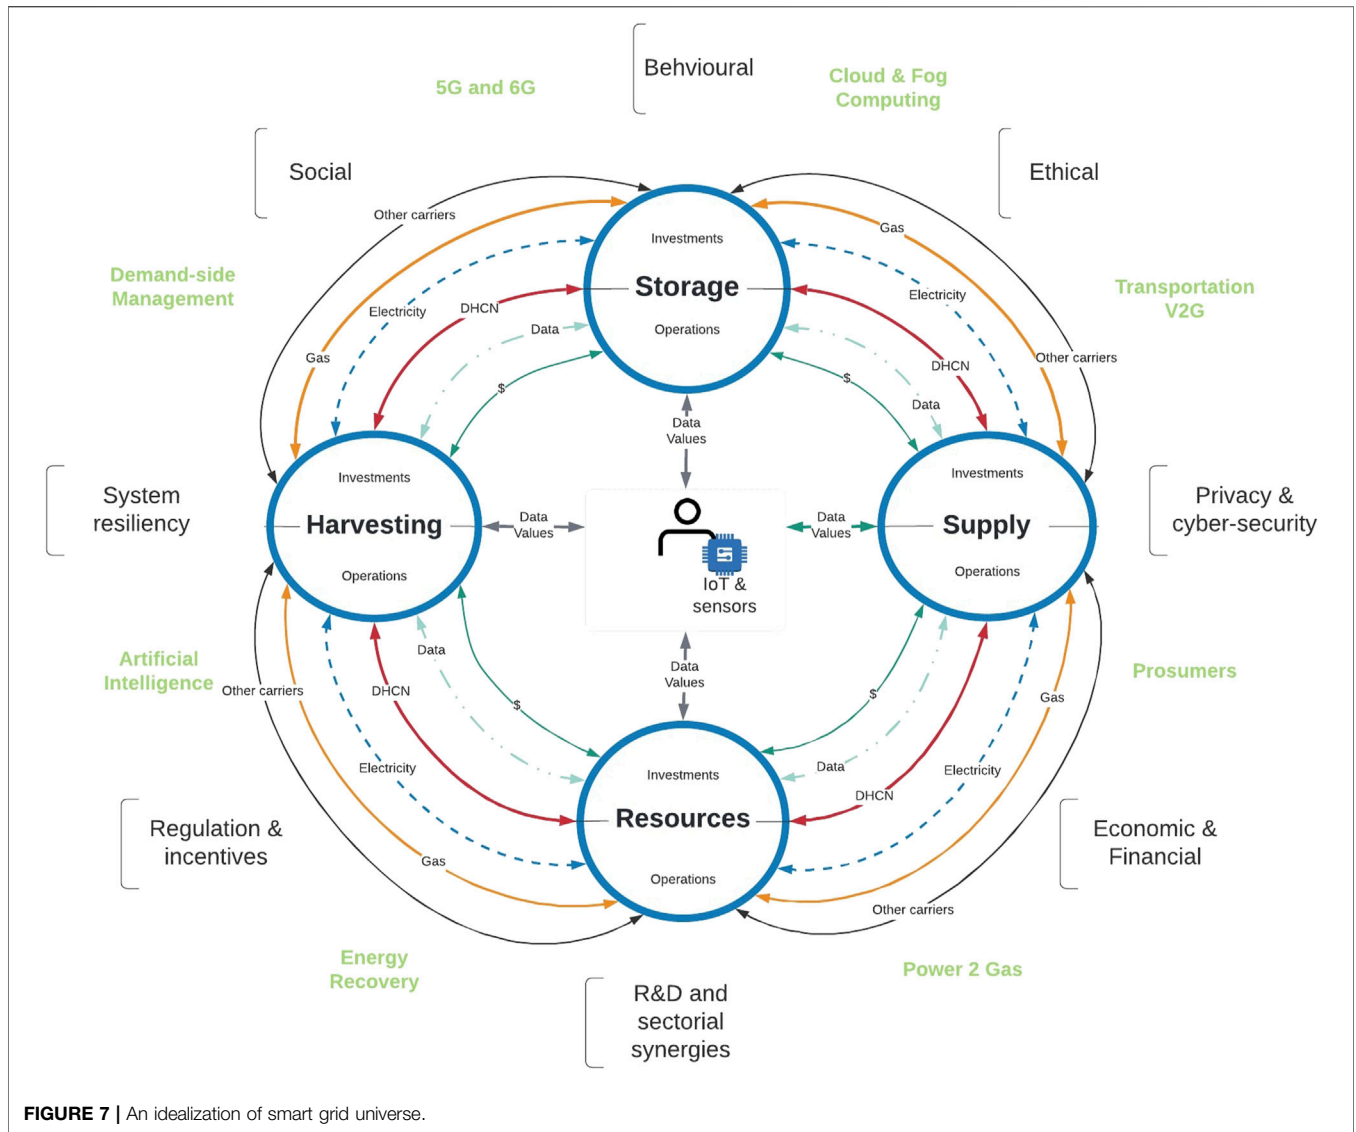 Behvioural
5G and 6G
Cloud & Fog
Computing
Social
Ethical
Other carriers
Gas
Investments
Storage
Operations
Demand-side
Management
Transportation
V2G
Electricity
DHCN
Data
$
Gas
Electricity
Other carriers
DHCN
Data
$
Data
Values
System
resiliency
Investments
Harvesting
Operations
Data
Values
IoT &
sensors
Data
Values
Investments
Supply
Operations
Privacy &
cyber-security
Artificial
Intelligence
Other carriers
Data
DHCN
$
Electricity
Gas
Data
Values
Prosumers
Gas
$
Electricity
Data
DHCN
Other carriers
Investments
Resources
Operations
Regulation &
incentives
Economic &
Financial
Energy
Recovery
Power 2 Gas
R&D and
sectorial
synergies
FIGURE 7 | An idealization of smart grid universe.